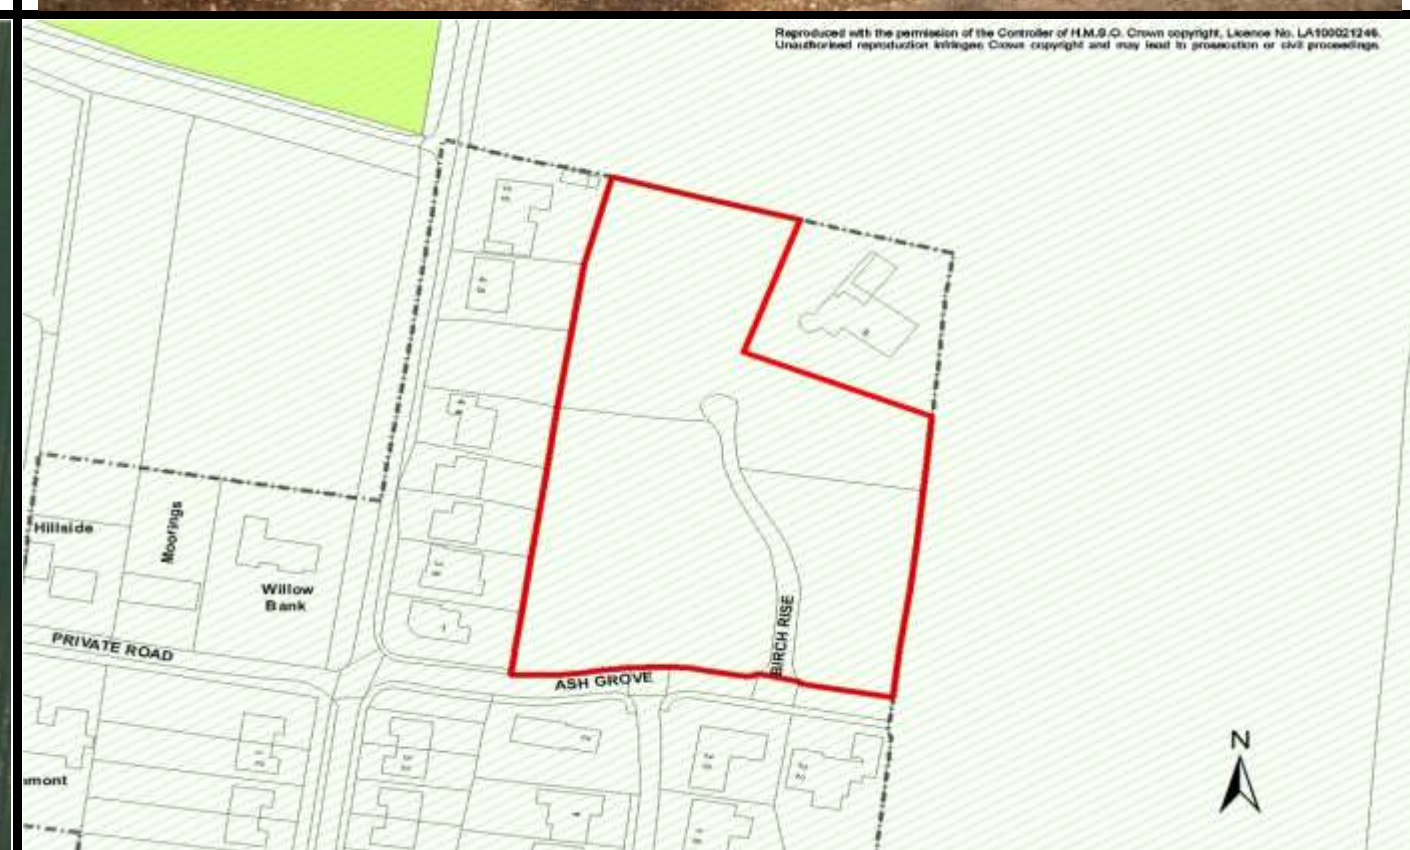 Reproduced with the permission of the Controller of H.M.S.O. Crown copyright, Licence No. LA100021246.
Unauthorised reproduction infringes Crown copyright and may lead to prosecution or civil proceedings.
Hillside
Moorings
Willow
Bank
PRIVATE ROAD
BIRCH RISE
ASH GROVE
N